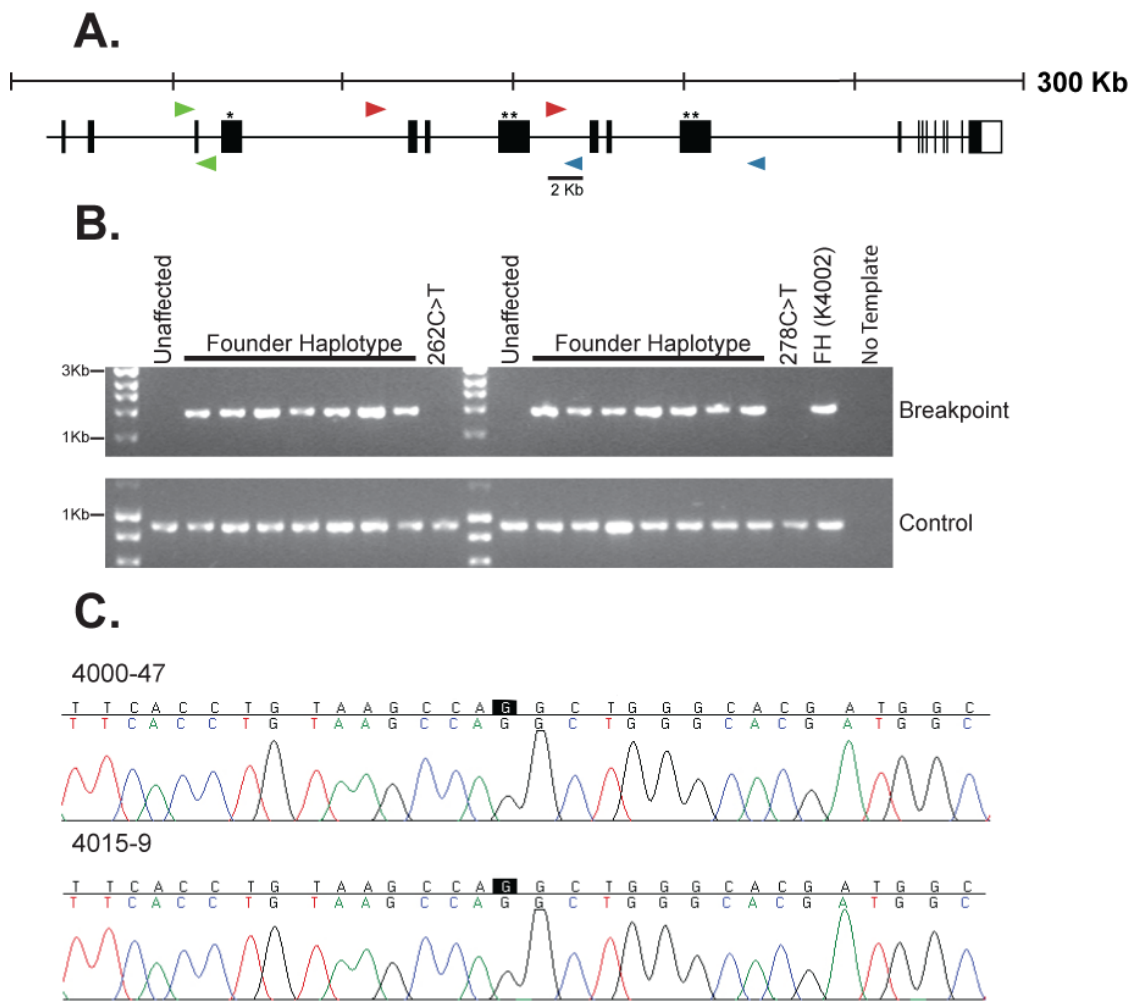 A.
300 Kb
* ** **
2 Kb
B.
Unaffected
Founder Haplotype
262C>T
Unaffected
Founder Haplotype
278C>T
FH (K4002)
No Template
3Kb
1Kb
Breakpoint
1Kb
Control
C.
4000-47
T T C A C C T G T A A G C C A G G C T G G G C A C G A T G G C
T T C A C C T G T A A G C C A G G C T G G G C A C G A T G G C
4015-9
T T C A C C T G T A A G C C A G G C T G G G C A C G A T G G C
T T C A C C T G T A A G C C A G G C T G G G C A C G A T G G C